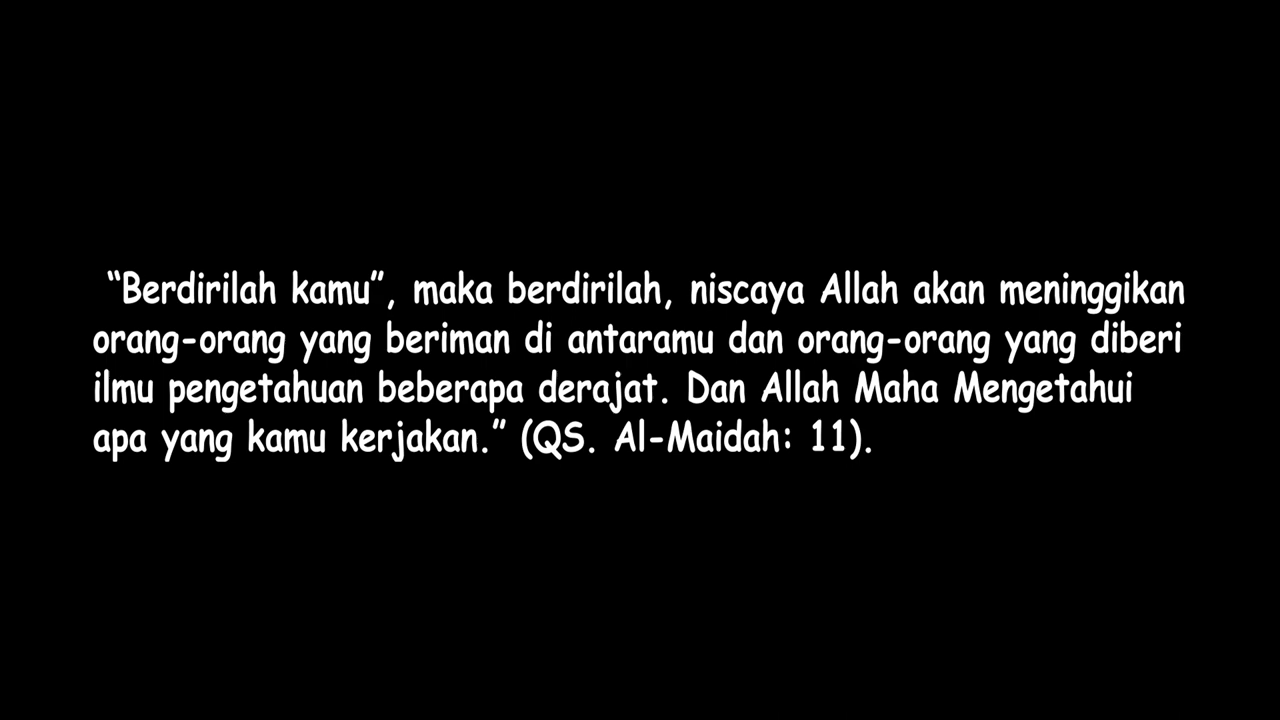 “Berdirilah kamu”, maka berdirilah, niscaya Allah akan meninggikan
orang-orang yang beriman di antaramu dan orang-orang yang diberi
ilmu pengetahuan beberapa derajat. Dan Allah Maha Mengetahui
apa yang kamu kerjakan.” (QS. Al-Maidah: 11).